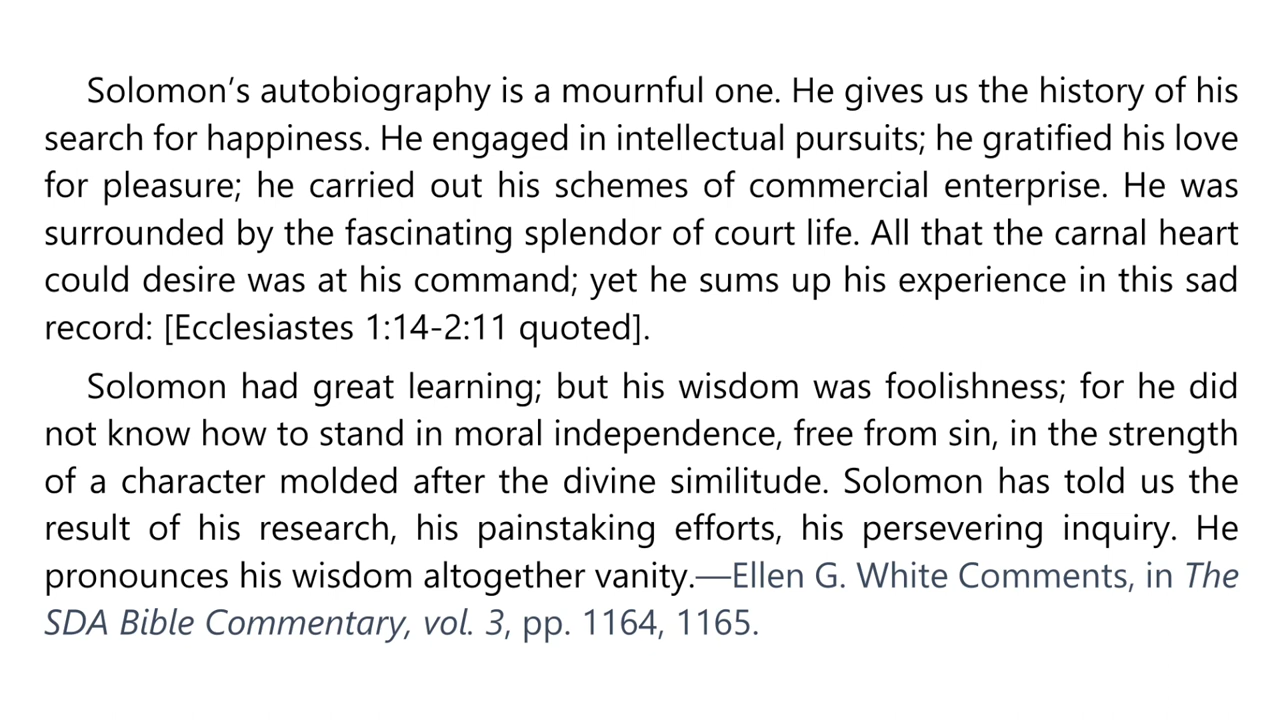 Solomon’s autobiography is a mournful one. He gives us the history of his
search for happiness. He engaged in intellectual pursuits; he gratified his love
for pleasure; he carried out his schemes of commercial enterprise. He was
surrounded by the fascinating splendor of court life. All that the carnal heart
could desire was at his command; yet he sums up his experience in this sad
record: [Ecclesiastes 1:14-2:11 quoted].
Solomon had great learning; but his wisdom was foolishness; for he did
not know how to stand in moral independence, free from sin, in the strength
of a character molded after the divine similitude. Solomon has told us the
result of his research, his painstaking efforts, his persevering inquiry. He
pronounces his wisdom altogether vanity.—Ellen G. White Comments, in The
SDA Bible Commentary, vol. 3, pp. 1164, 1165.